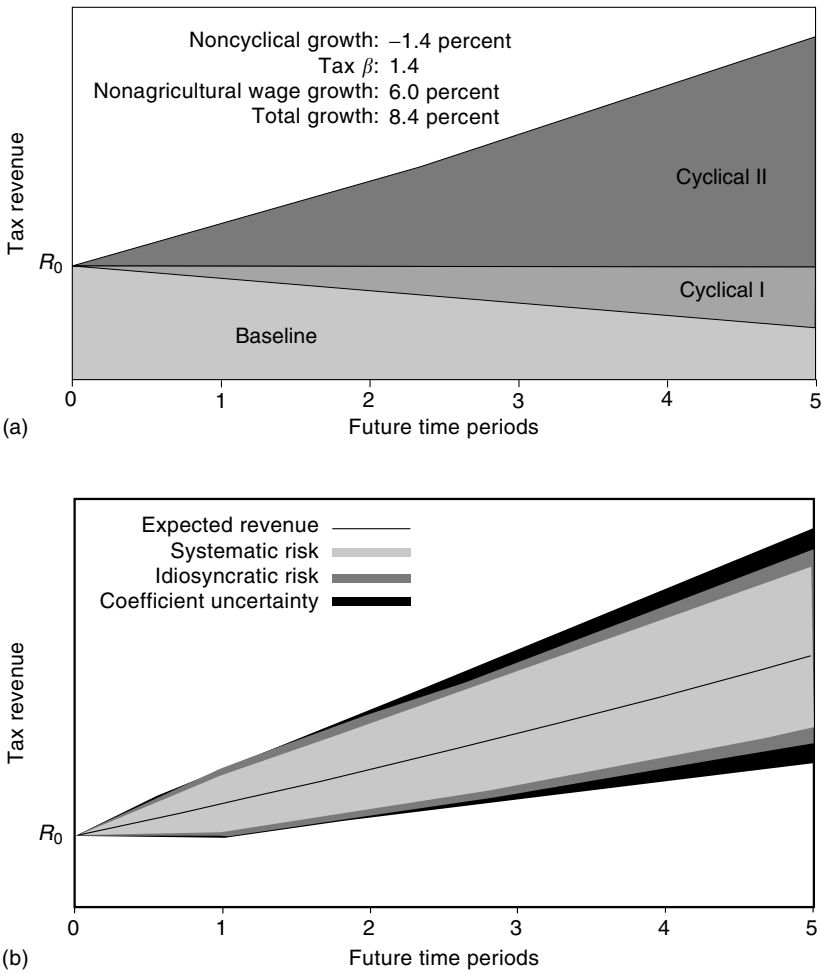 Noncyclical growth: –1.4 percent
Tax β: 1.4
Nonagricultural wage growth: 6.0 percent
Total growth: 8.4 percent
Tax revenue
Cyclical II
R0
Cyclical I
Baseline
0 1 2 3 4 5
(a) Future time periods
Expected revenue
Systematic risk
Idiosyncratic risk
Coefficient uncertainty
Tax revenue
R0
0 1 2 3 4 5
(b) Future time periods